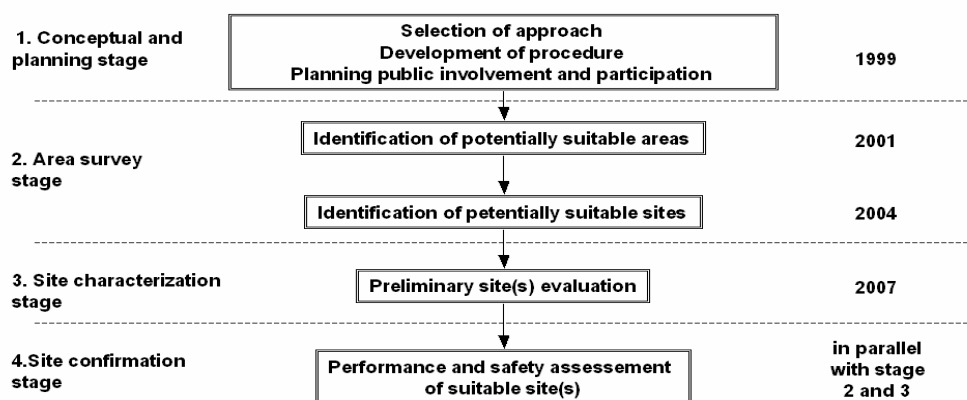 1. Conceptual and
planning stage
Selection of approach
Development of procedure
Planning public involvement and participation
1999
2. Area survey
stage
Identification of potentially suitable areas
2001
Identification of petentially suitable sites
2004
3. Site characterization
stage
Preliminary site(s) evaluation
2007
4.Site confirmation
stage
Performance and safety assessement
of suitable site(s)
in parallel
with stage
2 and 3